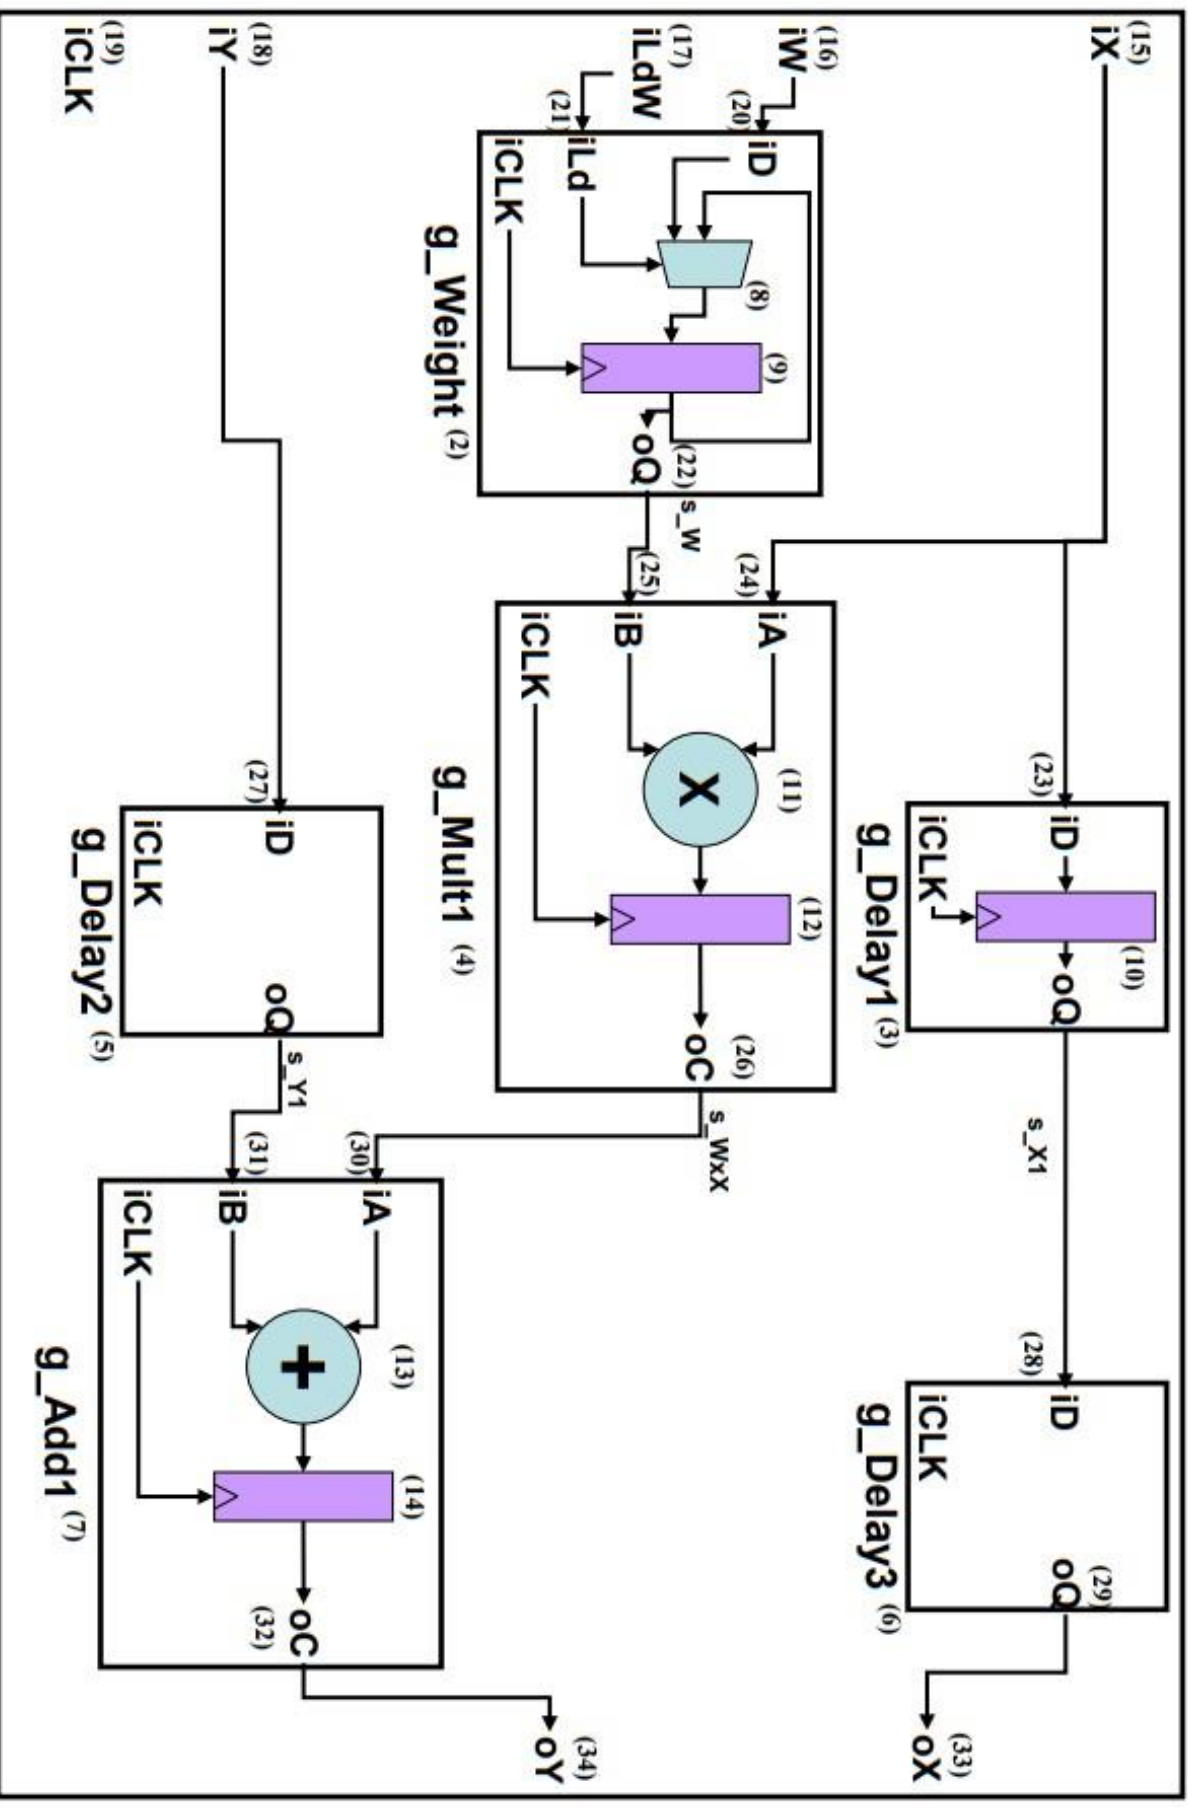 (15)
iX
(16)
iW
(17)
iLdW
(18)
iY
(19)
iCLK
(20)
(21)
iD
iLd
iCLK
(8)
(9)
(22)
oQ
s_W
g_Weight (2)
(24)
(25)
iA
iB
iCLK
(11)
X
(12)
(26)
oC
s_WxX
g_Mult1 (4)
(23)
iD
iCLK
(10)
oQ
g_Delay1 (3)
s_X1
(28)
iD
iCLK
(29)
oQ
g_Delay3 (6)
(33)
oX
(27)
iD
iCLK
oQ
g_Delay2 (5)
s_Y1
(30)
(31)
iA
iB
iCLK
(13)
+
(14)
oC
(32)
g_Add1 (7)
(34)
oY